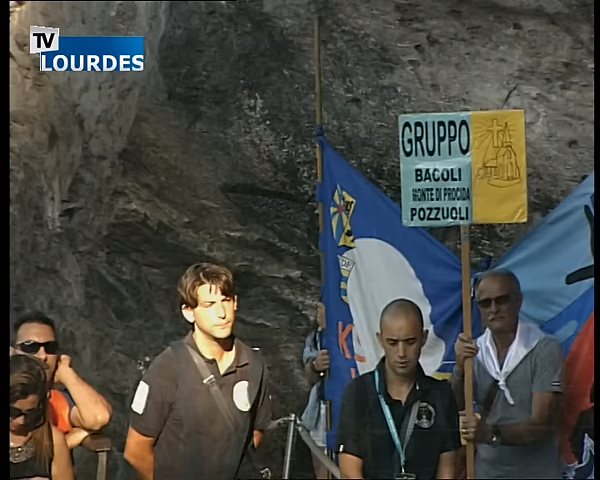 TV
LOURDES
GRUPPO
BACOLI
MONTE DI PROCIDA
POZZUOLI